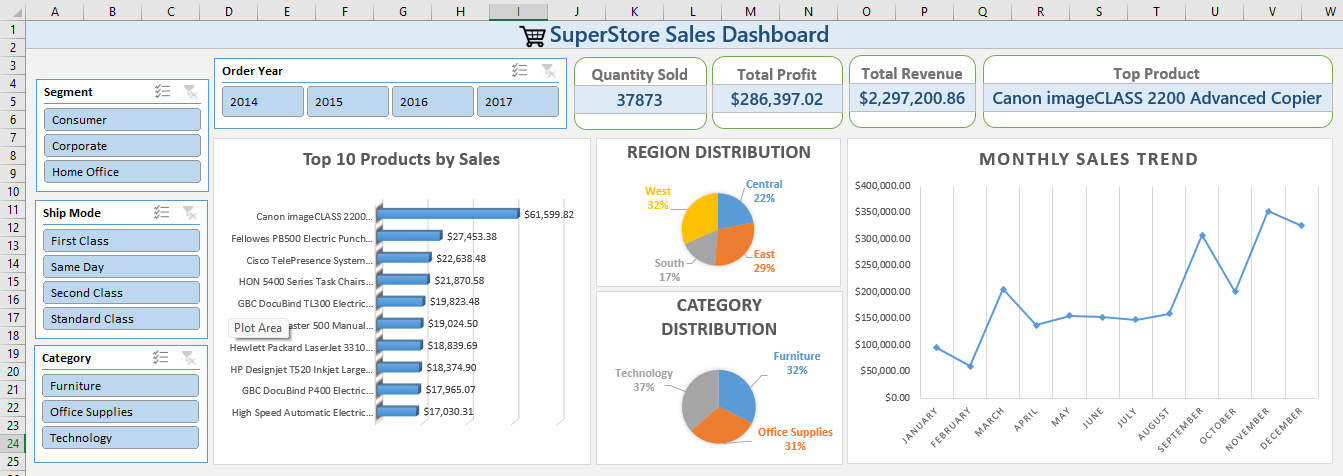 A B C D E F G H I J K L M N O P Q R S T U V W
1
2
3
4
5
6
7
8
9
10
11
12
13
14
15
16
17
18
19
20
21
22
23
24
25
SuperStore Sales Dashboard
Segment
Consumer
Corporate
Home Office
Ship Mode
First Class
Same Day
Second Class
Standard Class
Category
Furniture
Office Supplies
Technology
Order Year
2014 2015 2016 2017
Quantity Sold
37873
Total Profit
$286,397.02
Total Revenue
$2,297,200.86
Top Product
Canon imageCLASS 2200 Advanced Copier
Top 10 Products by Sales
Canon imageCLASS 2200... $61,599.82
Fellowes PB500 Electric Punch... $27,453.38
Cisco TelePresence System... $22,638.48
HON 5400 Series Task Chairs... $21,870.58
GBC DocuBind TL300 Electric... $19,823.48
Plot Area
aster 500 Manual... $19,024.50
Hewlett Packard LaserJet 3310... $18,839.69
HP Designjet T520 Inkjet Large... $18,374.90
GBC DocuBind P400 Electric... $17,965.07
High Speed Automatic Electric... $17,030.31
REGION DISTRIBUTION
Central
22%
East
29%
South
17%
West
32%
CATEGORY
DISTRIBUTION
Furniture
32%
Office Supplies
31%
Technology
37%
MONTHLY SALES TREND
$400,000.00
$350,000.00
$300,000.00
$250,000.00
$200,000.00
$150,000.00
$100,000.00
$50,000.00
$0.00
JANUARY
FEBRUARY
MARCH
APRIL
MAY
JUNE
JULY
AUGUST
SEPTEMBER
OCTOBER
NOVEMBER
DECEMBER